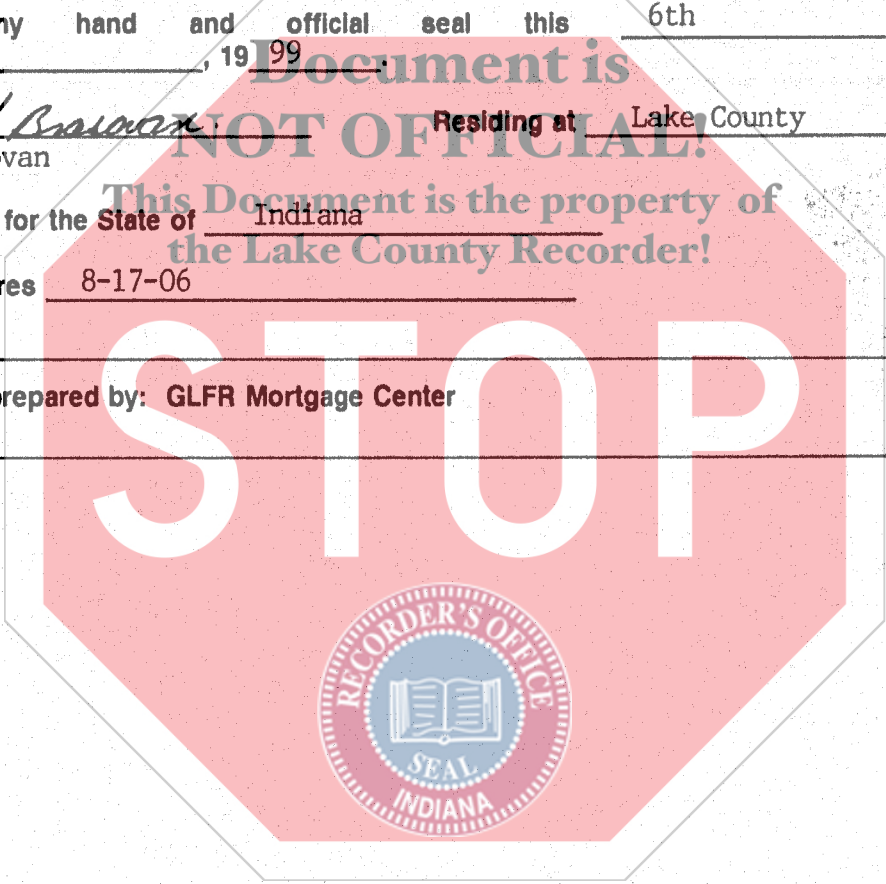 ny hand and official seal this 6th
, 19 99 .
Document is
NOT OFFICIAL!
Residing at Lake County
ovan
This Document is the property of
for the State of Indiana
the Lake County Recorder!
res 8-17-06
STOP
prepared by: GLFR Mortgage Center
RECORDER'S OFFICE
SEAL
INDIANA